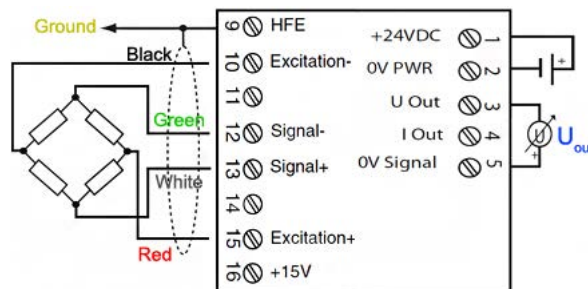 Ground
9 HFE
Black
10 Excitation-
11
Green
12 Signal-
13 Signal+
White
14
15 Excitation+
Red
16 +15V
+24VDC 1
+
0V PWR 2
U Out 3
I Out 4
U
+
0V Signal 5